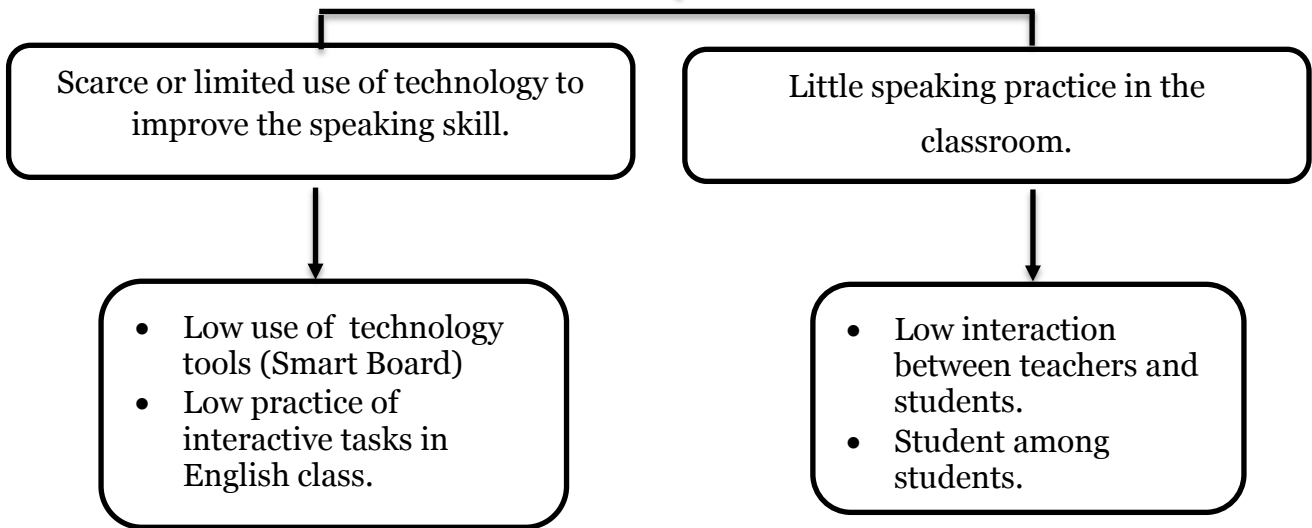 Scarce or limited use of technology to
improve the speaking skill.
Little speaking practice in the
classroom.
• Low use of technology
tools (Smart Board)
• Low practice of
interactive tasks in
English class.
• Low interaction
between teachers and
students.
• Student among
students.